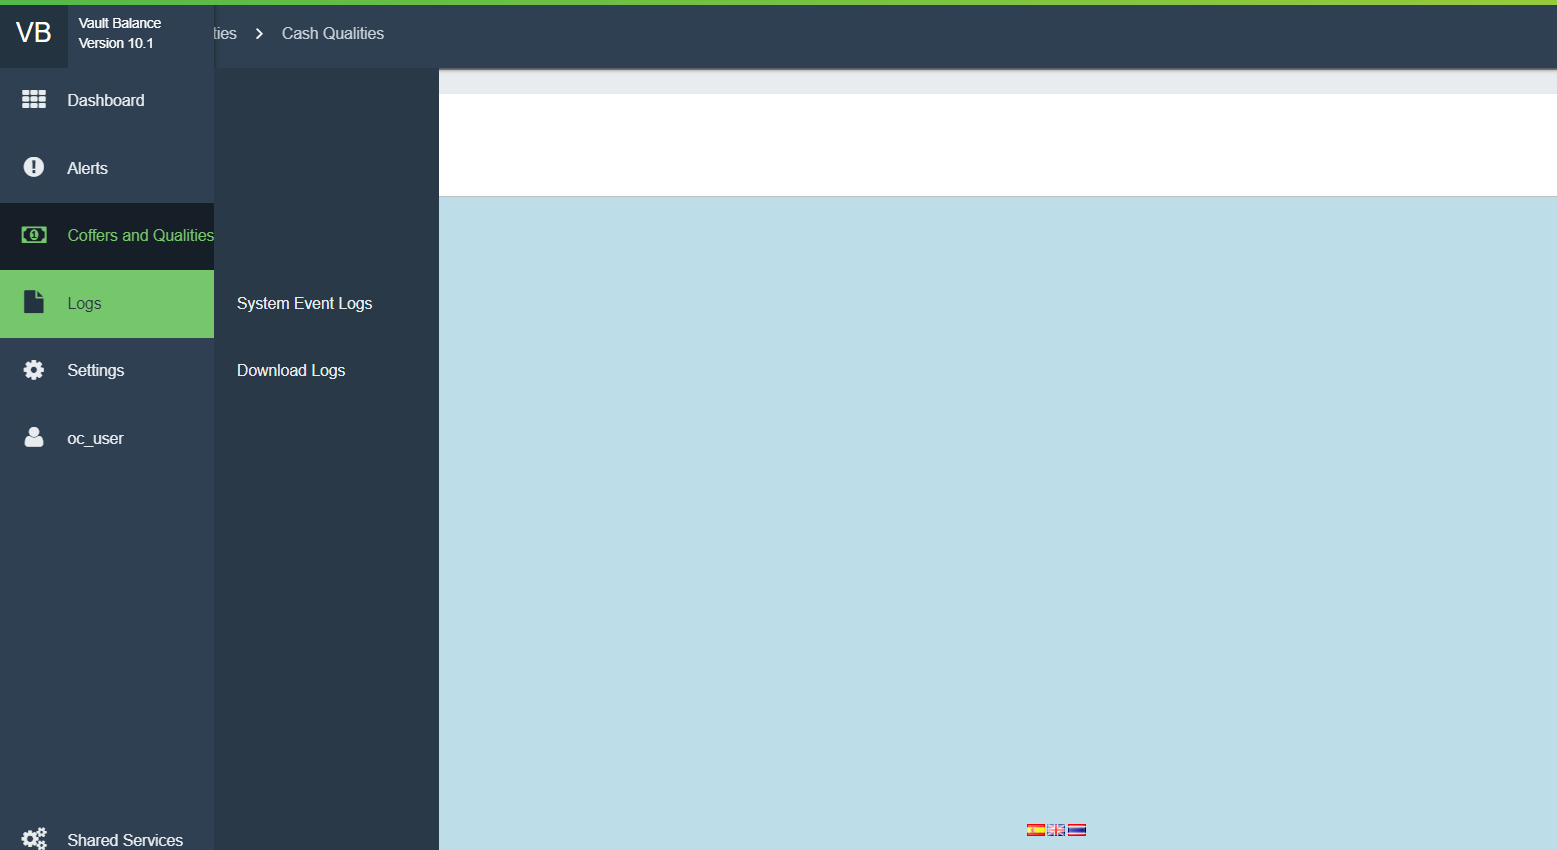 VB
Vault Balance
Version 10.1
ties
Cash Qualities
Dashboard
Alerts
Coffers and Qualities
Logs
System Event Logs
Settings
Download Logs
oc_user
Shared Services